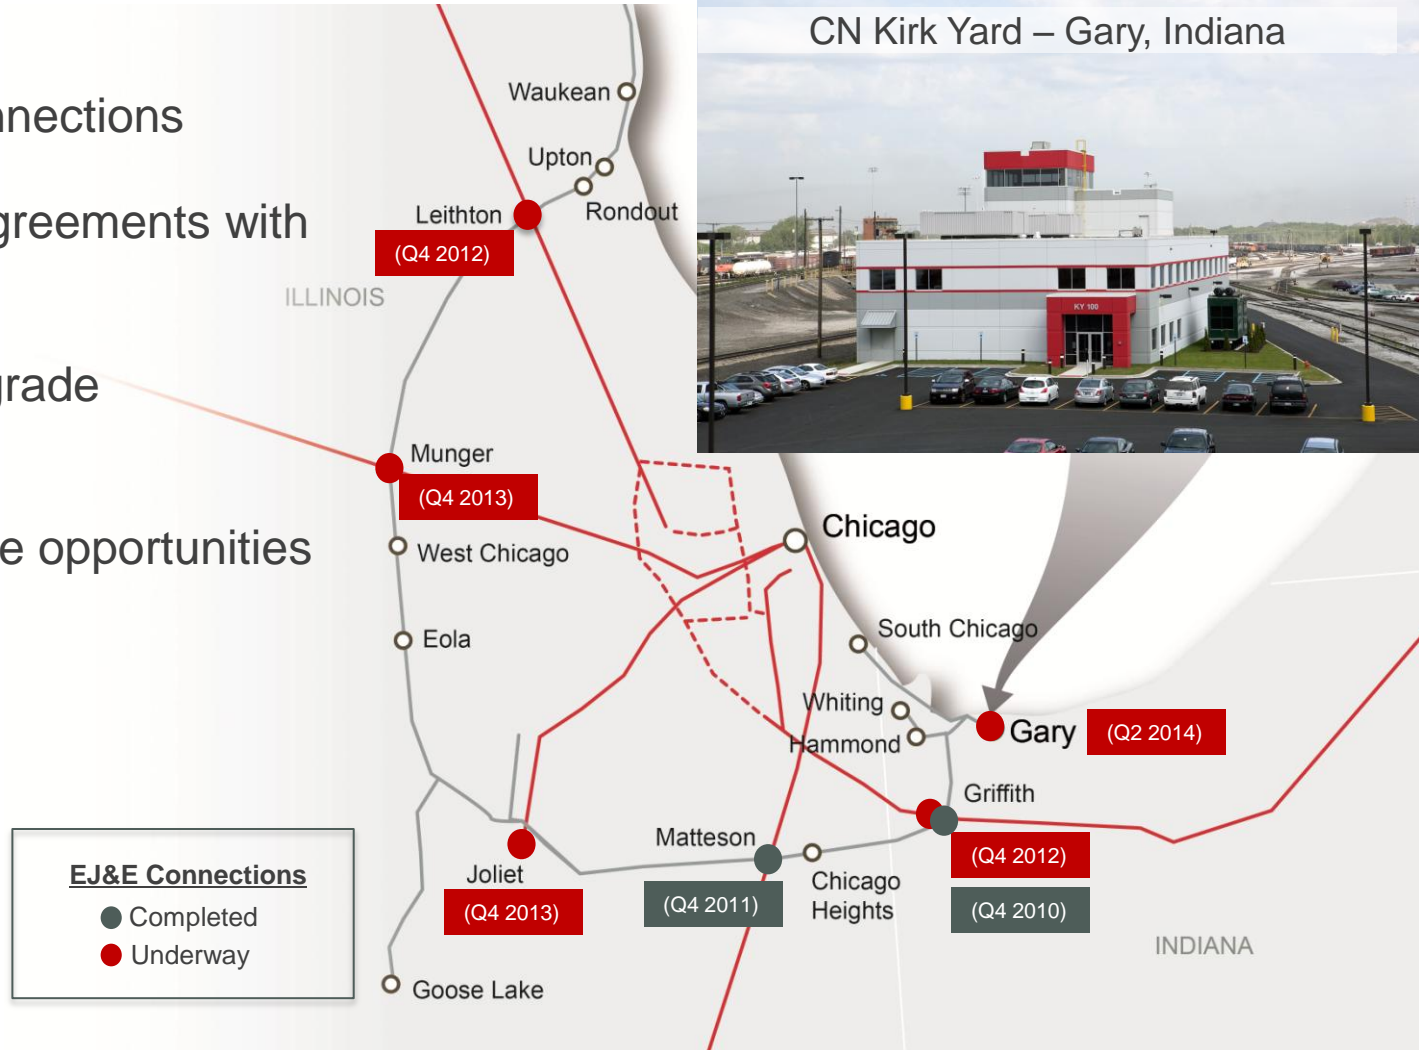 CN Kirk Yard – Gary, Indiana
nnections
greements with
grade
e opportunities
Waukean
Upton
Rondout
Leithton
(Q4 2012)
ILLINOIS
KY 100
Munger
(Q4 2013)
West Chicago
Chicago
Eola
South Chicago
Whiting
Hammond
Gary
(Q2 2014)
Griffith
(Q4 2012)
(Q4 2010)
Matteson
(Q4 2011)
Chicago
Heights
Joliet
(Q4 2013)
Goose Lake
INDIANA
EJ&E Connections
Completed
Underway